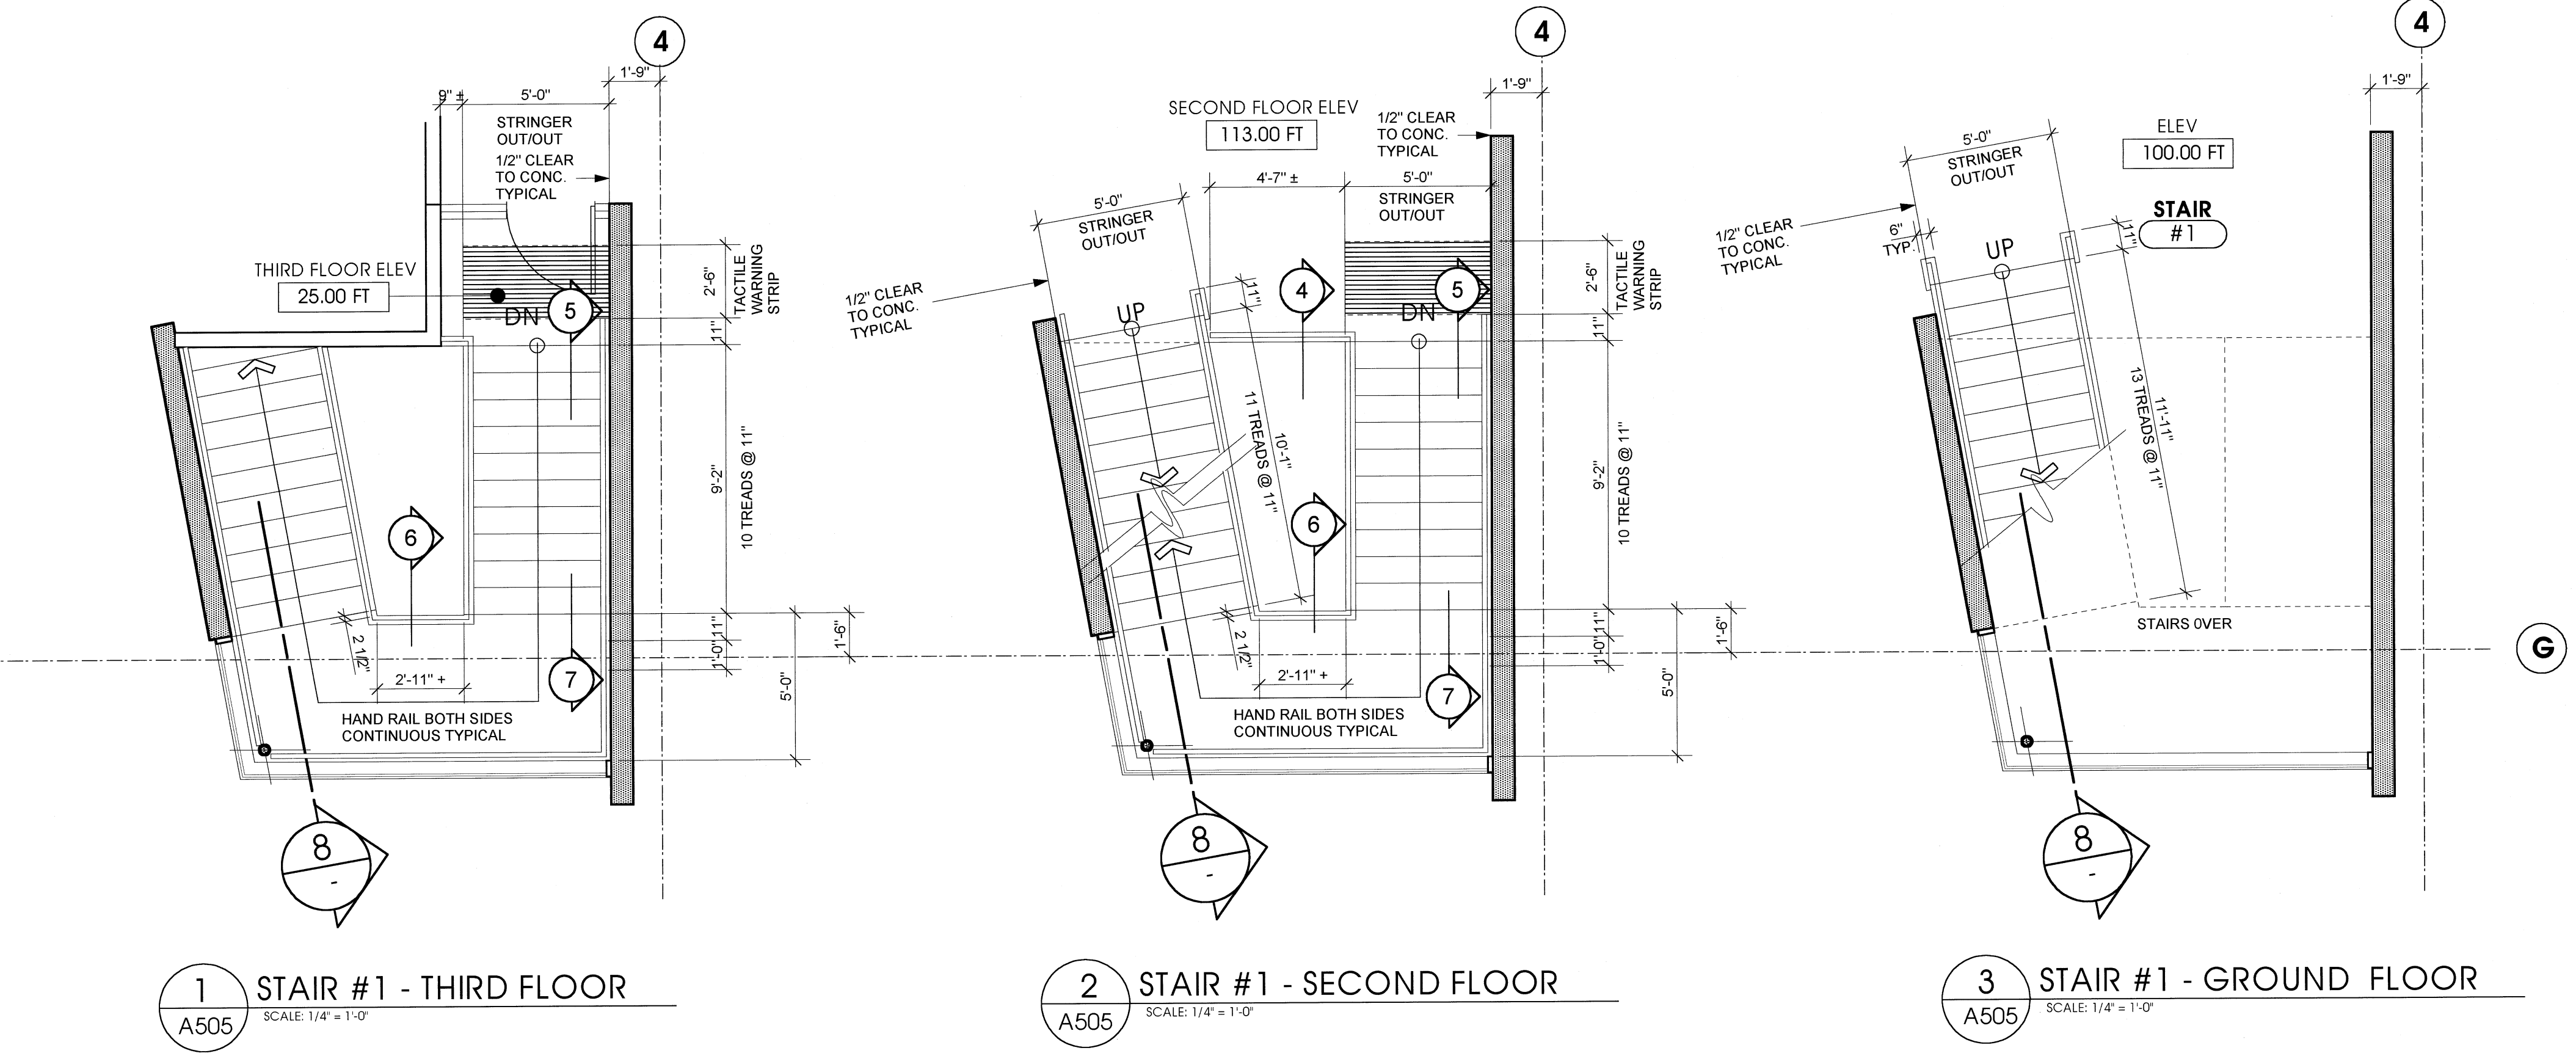 4
1'-9"
9" ±
5'-0"
STRINGER
OUT/OUT
1/2" CLEAR
TO CONC.
TYPICAL
THIRD FLOOR ELEV
25.00 FT
DN
5
2'-6"
TACTILE
WARNING
STRIP
11"
9'-2"
10 TREADS @ 11"
6
2 1/2"
2'-11" +
7
11"
1'-0"
1'-6"
5'-0"
HAND RAIL BOTH SIDES
CONTINUOUS TYPICAL
8
-
1
A505
STAIR #1 - THIRD FLOOR
SCALE: 1/4" = 1'-0"
4
1'-9"
SECOND FLOOR ELEV
113.00 FT
1/2" CLEAR
TO CONC.
TYPICAL
4'-7" ±
5'-0"
STRINGER
OUT/OUT
5'-0"
STRINGER
OUT/OUT
1/2" CLEAR
TO CONC.
TYPICAL
UP
11"
4
5
DN
2'-6"
TACTILE
WARNING
STRIP
11"
10'-1"
11 TREADS @ 11"
9'-2"
10 TREADS @ 11"
6
2 1/2"
2'-11" +
7
11"
1'-0"
1'-6"
5'-0"
HAND RAIL BOTH SIDES
CONTINUOUS TYPICAL
8
-
2
A505
STAIR #1 - SECOND FLOOR
SCALE: 1/4" = 1'-0"
4
1'-9"
ELEV
100.00 FT
5'-0"
STRINGER
OUT/OUT
1/2" CLEAR
TO CONC.
TYPICAL
6"
TYP.
UP
11"
STAIR
#1
11'-11"
13 TREADS @ 11"
STAIRS OVER
G
8
-
3
A505
STAIR #1 - GROUND FLOOR
SCALE: 1/4" = 1'-0"